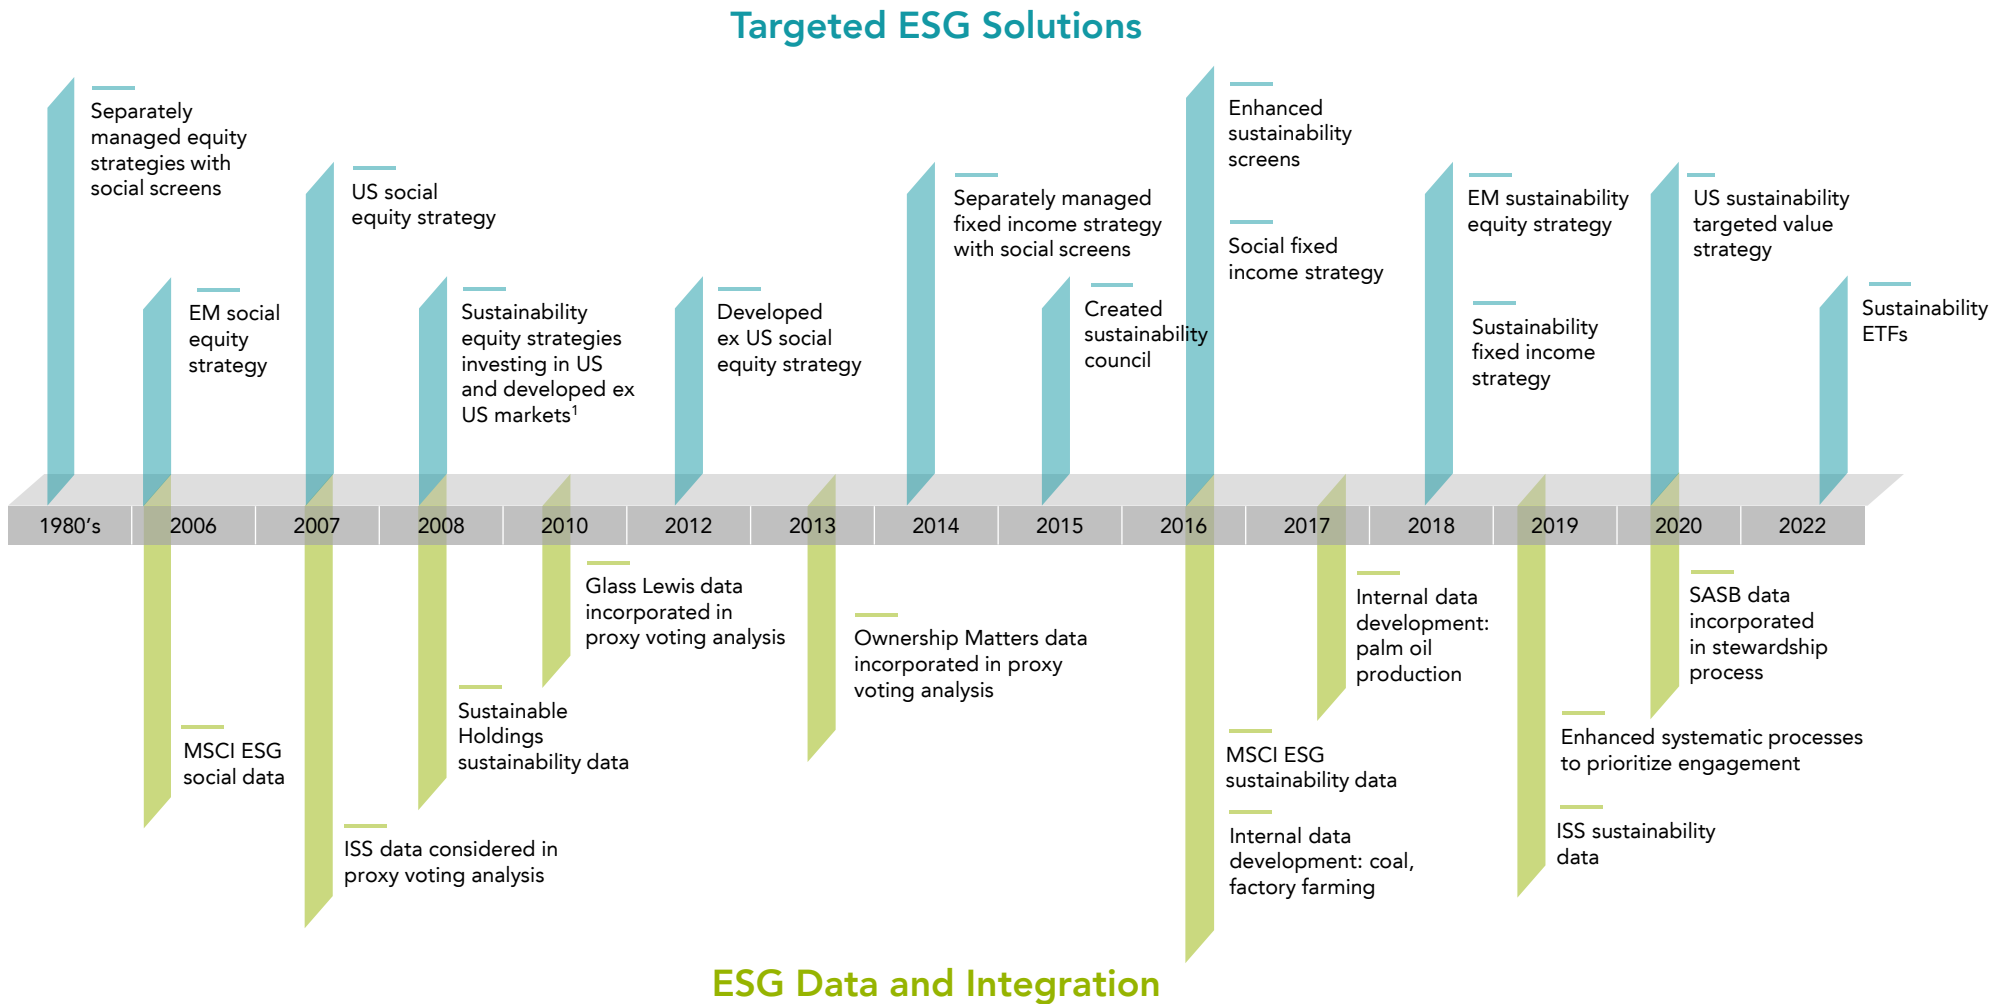 Targeted ESG Solutions
Separately
managed equity
strategies with
social screens
EM social
equity
strategy
US social
equity strategy
Sustainability
equity strategies
investing in US
and developed ex
US markets¹
Developed
ex US social
equity strategy
Separately managed
fixed income strategy
with social screens
Created
sustainability
council
Enhanced
sustainability
screens
Social fixed
income strategy
EM sustainability
equity strategy
Sustainability
fixed income
strategy
US sustainability
targeted value
strategy
Sustainability
ETFs
1980's 2006 2007 2008 2010 2012 2013 2014 2015 2016 2017 2018 2019 2020 2022
MSCI ESG
social data
ISS data considered in
proxy voting analysis
Sustainable
Holdings
sustainability data
Glass Lewis data
incorporated in
proxy voting analysis
Ownership Matters data
incorporated in proxy
voting analysis
MSCI ESG
sustainability data
Internal data
development: coal,
factory farming
Internal data
development:
palm oil
production
Enhanced systematic processes
to prioritize engagement
ISS sustainability
data
SASB data
incorporated
in stewardship
process
ESG Data and Integration